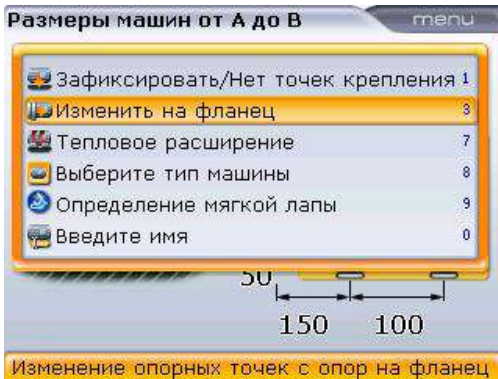 Размеры машин от A до B
menu
Зафиксировать/Нет точек крепления 1
Изменить на фланец 3
Тепловое расширение 7
Выберите тип машины 8
Определение мягкой лапы 9
Введите имя 0
50
150 100
Изменение опорных точек с опор на фланец